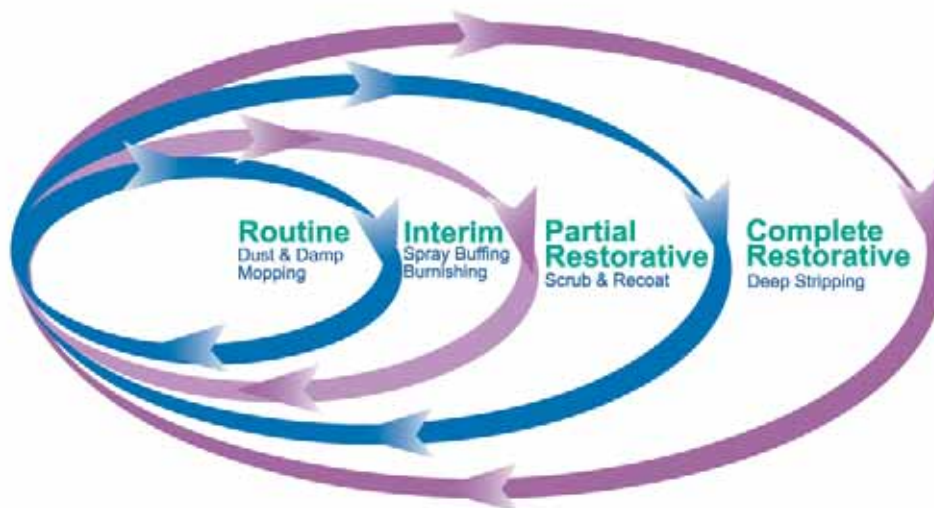 Routine
Dust & Damp
Mopping
Interim
Spray Buffing
Burnishing
Partial
Restorative
Scrub & Recoat
Complete
Restorative
Deep Stripping